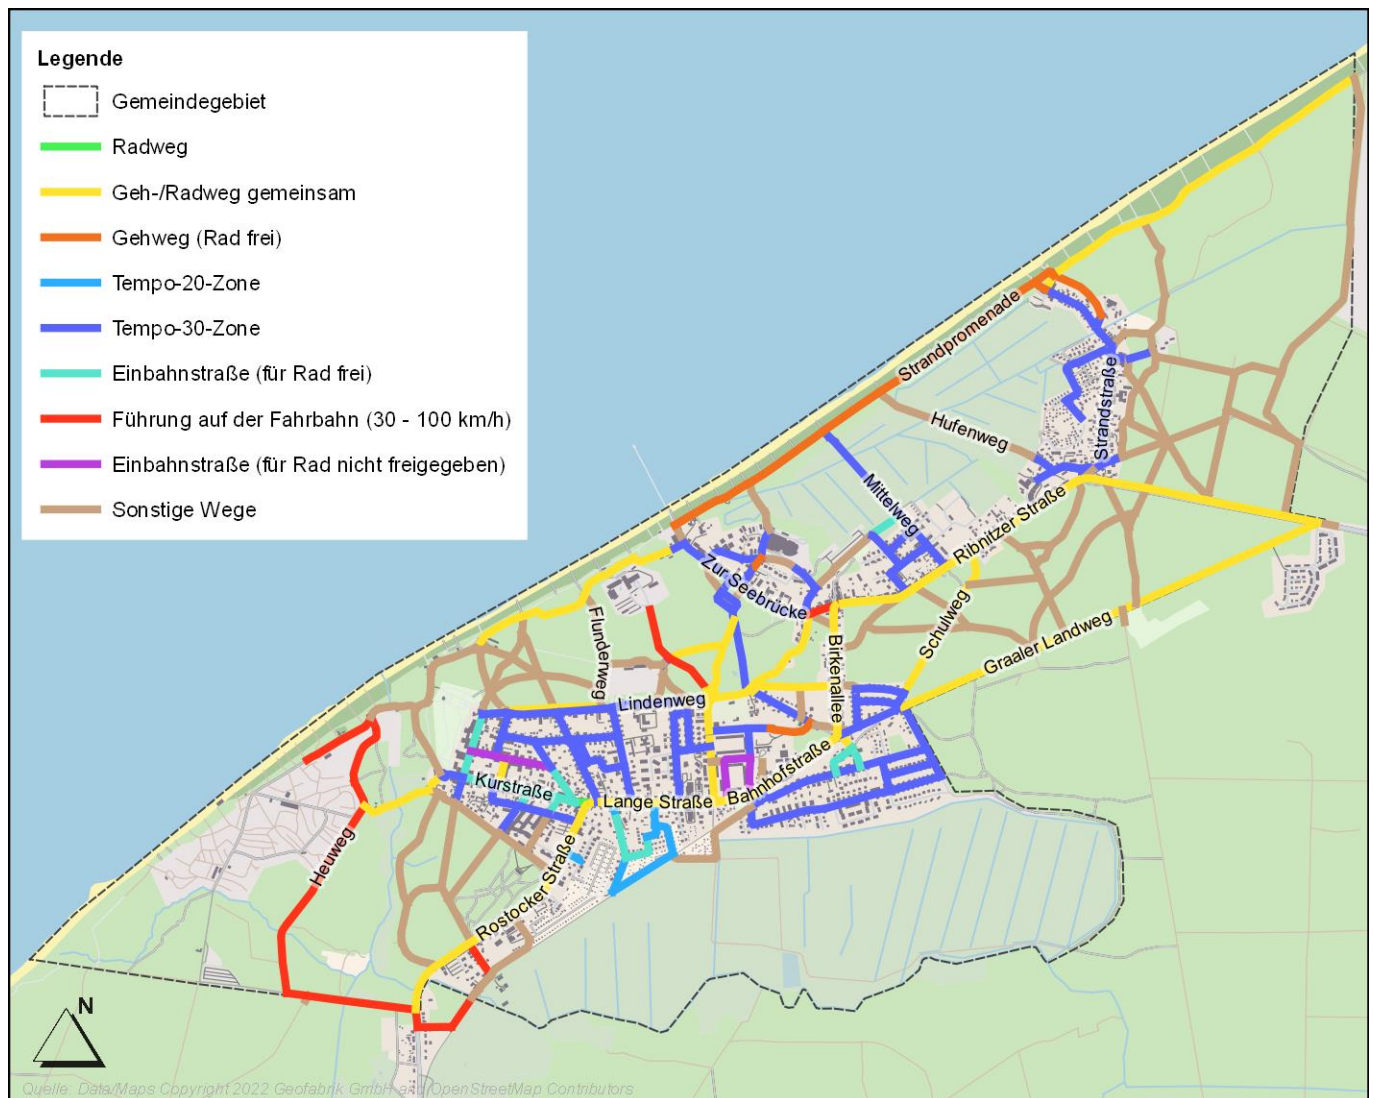 Legende
Gemeindegebiet
Radweg
Geh-/Radweg gemeinsam
Gehweg (Rad frei)
Tempo-20-Zone
Tempo-30-Zone
Einbahnstraße (für Rad frei)
Führung auf der Fahrbahn (30 - 100 km/h)
Einbahnstraße (für Rad nicht freigegeben)
Sonstige Wege
Strandpromenade
Hufenweg
Strandstraße
Mittelweg
Ribnitzer Straße
Zur Seebrücke
Schulweg
Flunderweg
Birkenallee
Graaler Landweg
Lindenweg
Kurstraße
Lange Straße
Bahnhofstraße
Heuweg
Rostocker Straße
N
Quelle: Data/Maps Copyright 2022 Geofabrik GmbH and OpenStreetMap Contributors